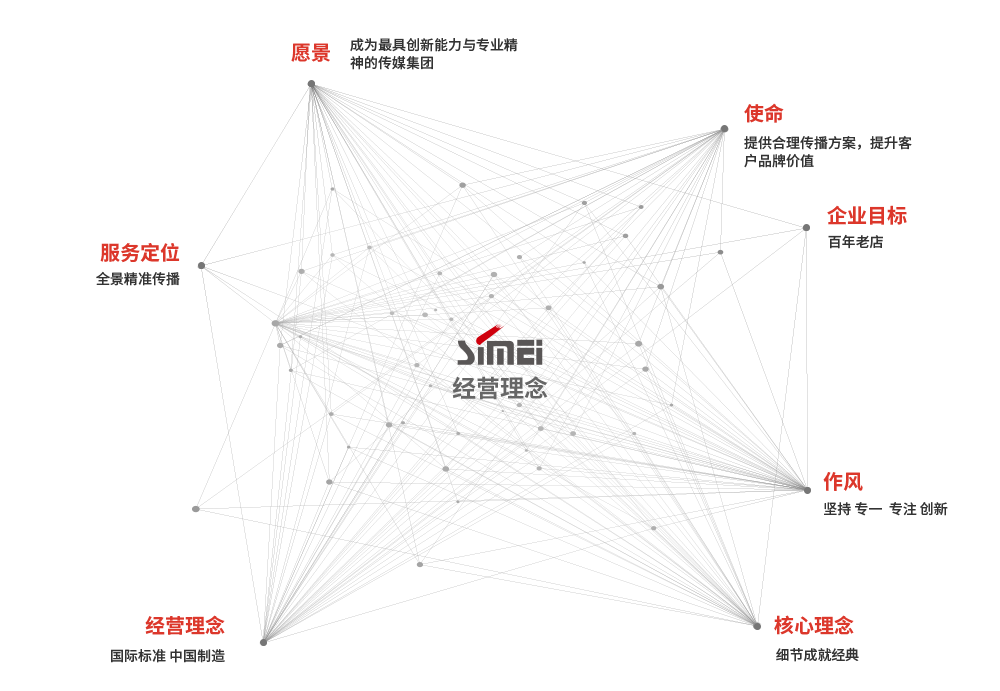 愿景
成为最具创新能力与专业精
神的传媒集团
使命
提供合理传播方案，提升客
户品牌价值
企业目标
百年老店
服务定位
全景精准传播
SiMEi
经营理念
作风
坚持 专一 专注 创新
经营理念
国际标准 中国制造
核心理念
细节成就经典